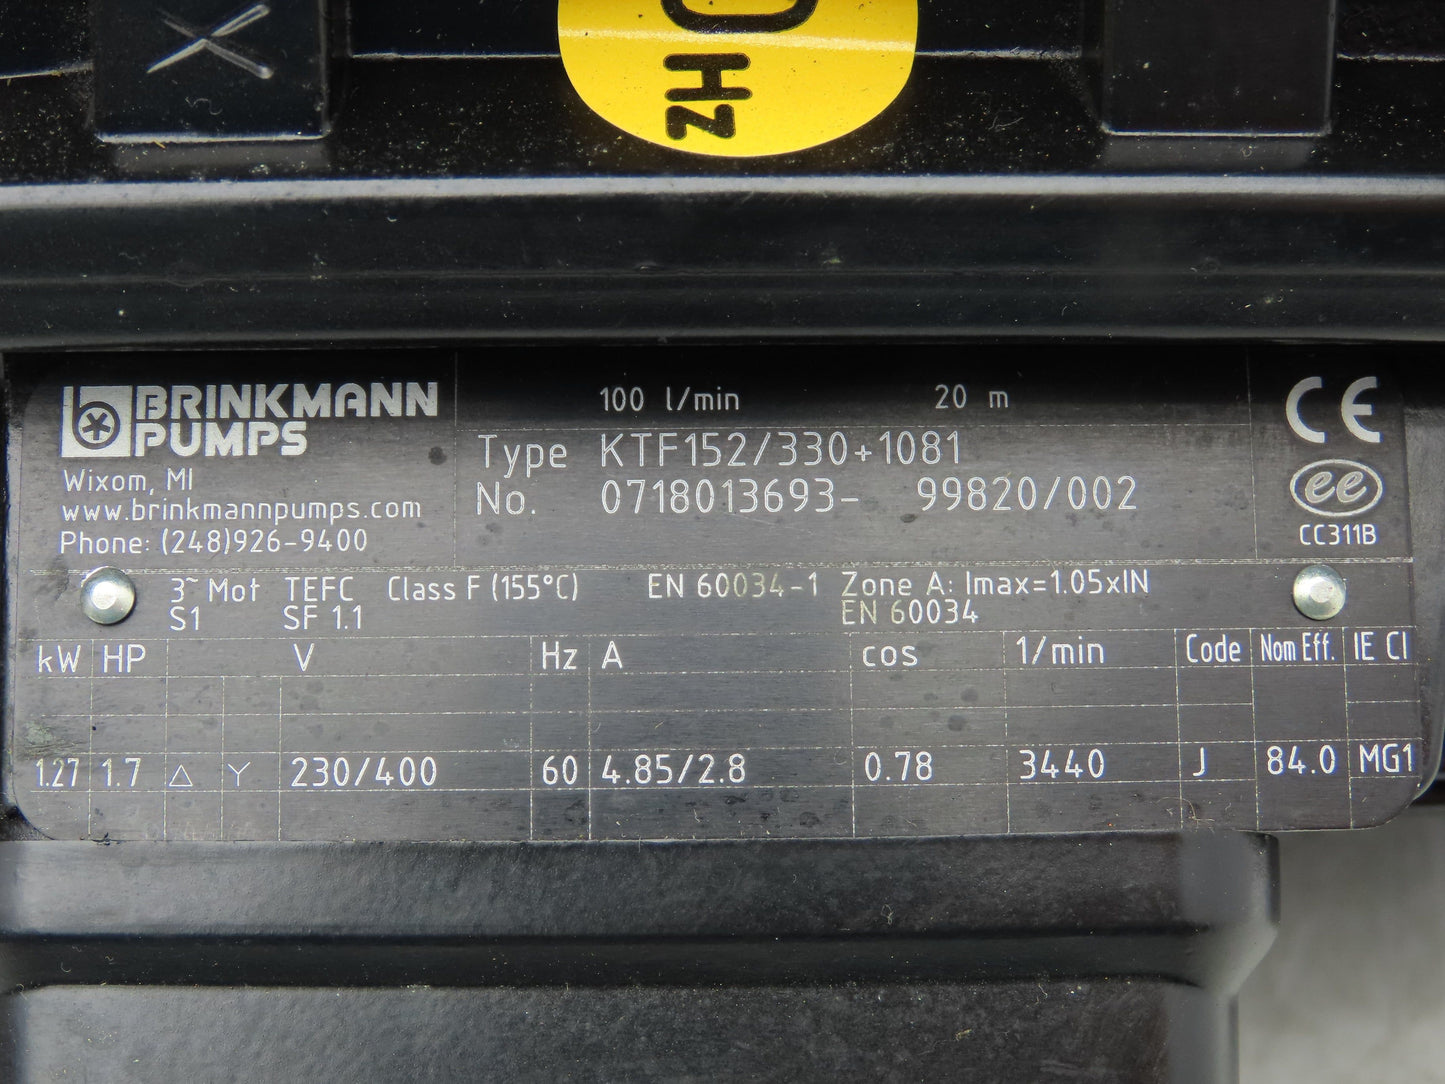 Hz
BRINKMANN
PUMPS
Wixom, MI
www.brinkmannpumps.com
Phone: (248)926-9400
100 l/min 20 m
Type KTF152/330+1081
No. 0718013693- 99820/002
CE
ee
CC311B
3~ Mot TEFC Class F (155°C) EN 60034-1 Zone A: Imax=1.05xIN
S1 SF 1.1 EN 60034
kW HP V Hz A cos 1/min Code Nom Eff. IE CI
1.27 1.7 △ Y 230/400 60 4.85/2.8 0.78 3440 J 84.0 MG1